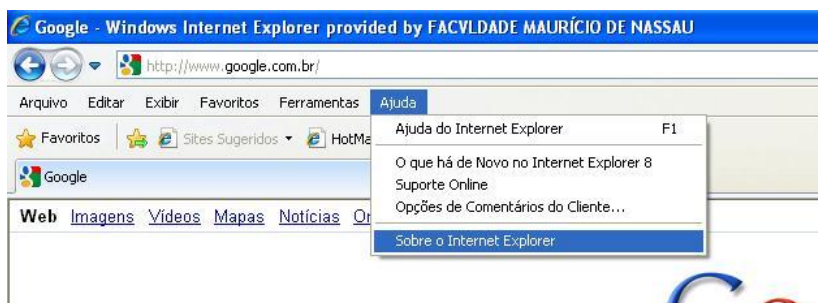 Google - Windows Internet Explorer provided by FACVLDADE MAURÍCIO DE NASSAU
http://www.google.com.br/
Arquivo Editar Exibir Favoritos Ferramentas Ajuda
Ajuda do Internet Explorer F1
O que há de Novo no Internet Explorer 8
Suporte Online
Opções de Comentários do Cliente...
Sobre o Internet Explorer
Favoritos Sites Sugeridos HotMa
Google
Web Imagens Vídeos Mapas Notícias Or